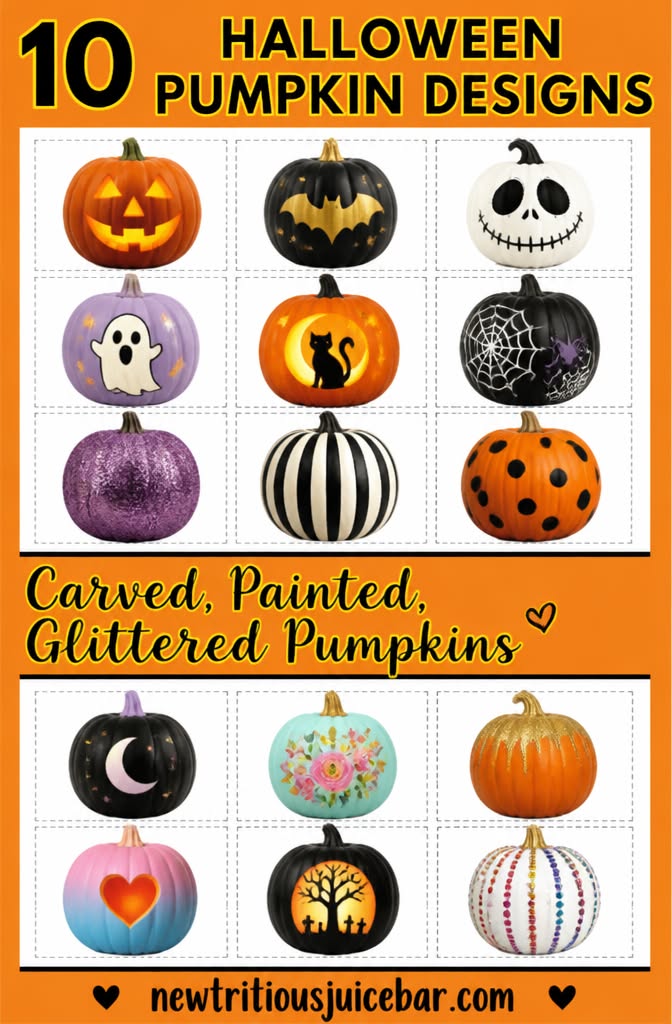 10 HALLOWEEN
PUMPKIN DESIGNS
Carved, Painted,
Glittered Pumpkins
newtritiousjuicebar.com